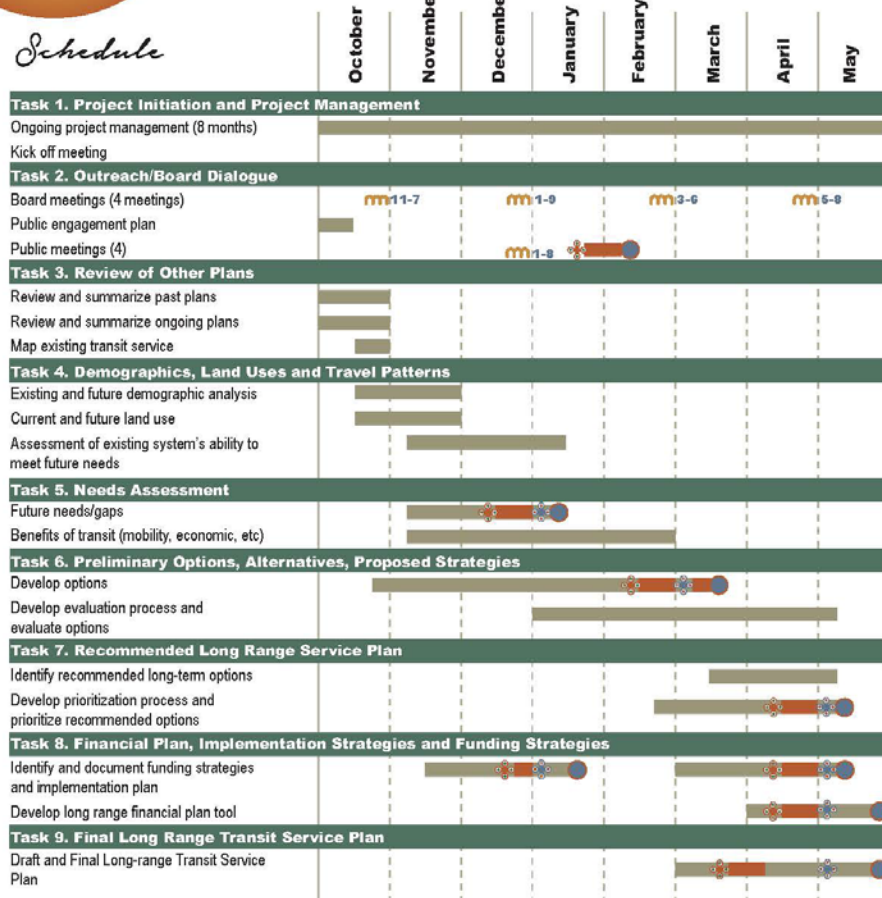 Schedule
October
November
December
January
February
March
April
May
Task 1. Project Initiation and Project Management
Ongoing project management (8 months)
Kick off meeting
Task 2. Outreach/Board Dialogue
Board meetings (4 meetings) 11-7 1-9 3-6 5-8
Public engagement plan
Public meetings (4) 1-8
Task 3. Review of Other Plans
Review and summarize past plans
Review and summarize ongoing plans
Map existing transit service
Task 4. Demographics, Land Uses and Travel Patterns
Existing and future demographic analysis
Current and future land use
Assessment of existing system's ability to
meet future needs
Task 5. Needs Assessment
Future needs/gaps
Benefits of transit (mobility, economic, etc)
Task 6. Preliminary Options, Alternatives, Proposed Strategies
Develop options
Develop evaluation process and
evaluate options
Task 7. Recommended Long Range Service Plan
Identify recommended long-term options
Develop prioritization process and
prioritize recommended options
Task 8. Financial Plan, Implementation Strategies and Funding Strategies
Identify and document funding strategies
and implementation plan
Develop long range financial plan tool
Task 9. Final Long Range Transit Service Plan
Draft and Final Long-range Transit Service
Plan